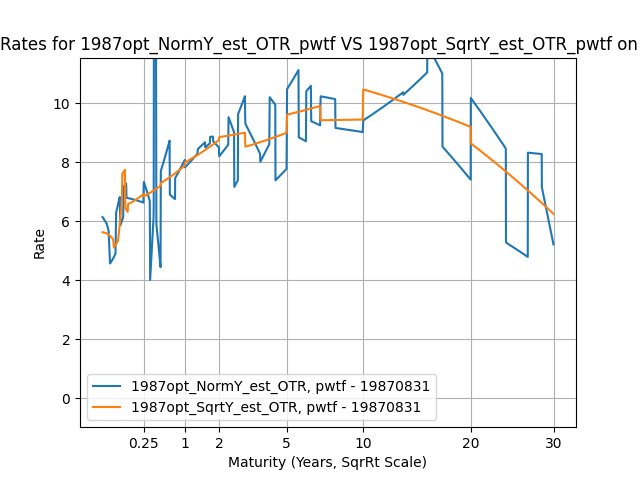 Rates for 1987opt_NormY_est_OTR_pwtf VS 1987opt_SqrtY_est_OTR_pwtf on
10
8
6
4
2
0
Rate
1987opt_NormY_est_OTR, pwtf - 19870831
1987opt_SqrtY_est_OTR, pwtf - 19870831
0.25 1 2 5 10 20 30
Maturity (Years, SqrRt Scale)